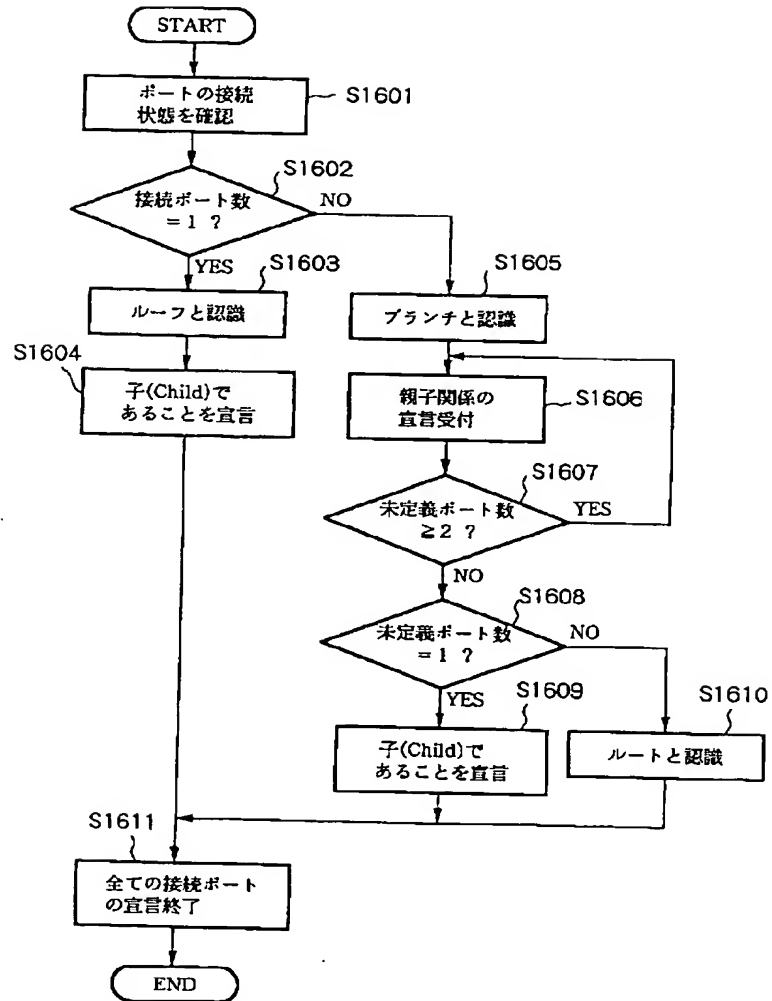 START
ポートの接続
状態を確認
S1601
S1602
接続ポート数
=1 ?
NO
YES
S1603
ルーフと認識
S1605
ブランチと認識
S1604
子(Child)で
あることを宣言
親子関係の
宣言受付
S1606
S1607
未定義ポート数
≧2 ?
YES
NO
S1608
未定義ポート数
=1 ?
NO
YES
S1609
子(Child)で
あることを宣言
S1610
ルートと認識
S1611
全ての接続ポート
の宣言終了
END